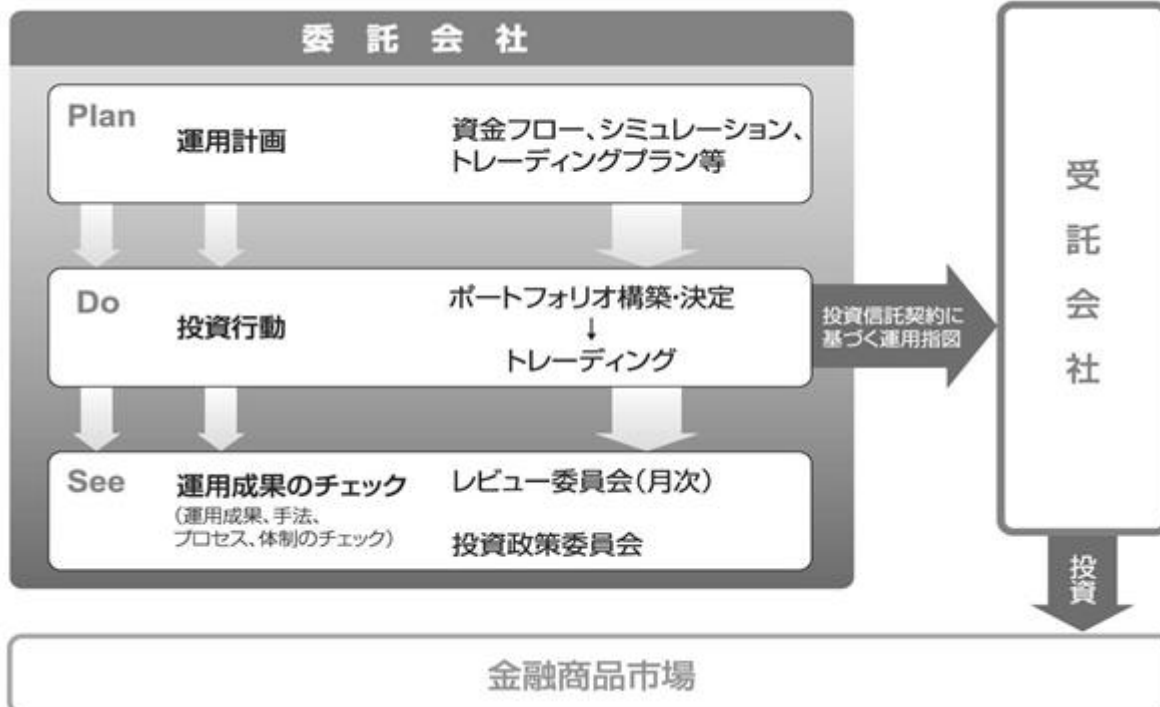 委託会社
Plan
運用計画
資金フロー、シミュレーション、
トレーディングプラン等
Do
投資行動
ポートフォリオ構築・決定
↓
トレーディング
投資信託契約に
基づく運用指図
See
運用成果のチェック
(運用成果、手法、
プロセス、体制のチェック)
レビュー委員会(月次)
投資政策委員会
受託会社
投資
金融商品市場